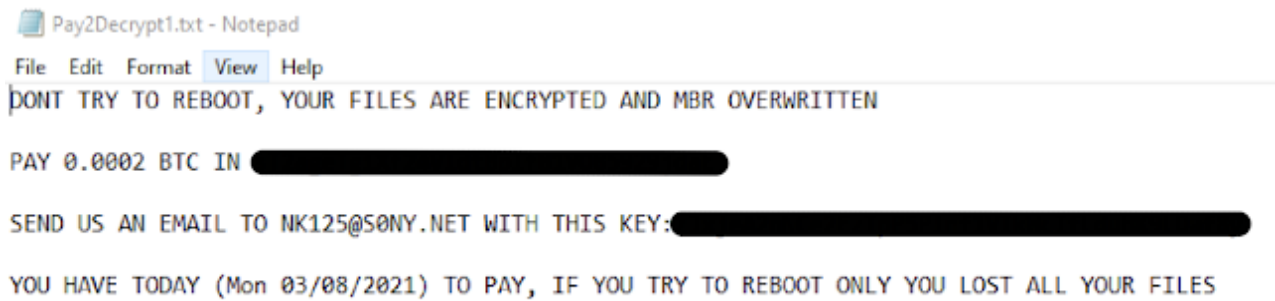 Pay2Decrypt1.txt - Notepad
File Edit Format View Help
DONT TRY TO REBOOT, YOUR FILES ARE ENCRYPTED AND MBR OVERWRITTEN
PAY 0.0002 BTC IN
SEND US AN EMAIL TO NK125@S0NY.NET WITH THIS KEY:
YOU HAVE TODAY (Mon 03/08/2021) TO PAY, IF YOU TRY TO REBOOT ONLY YOU LOST ALL YOUR FILES